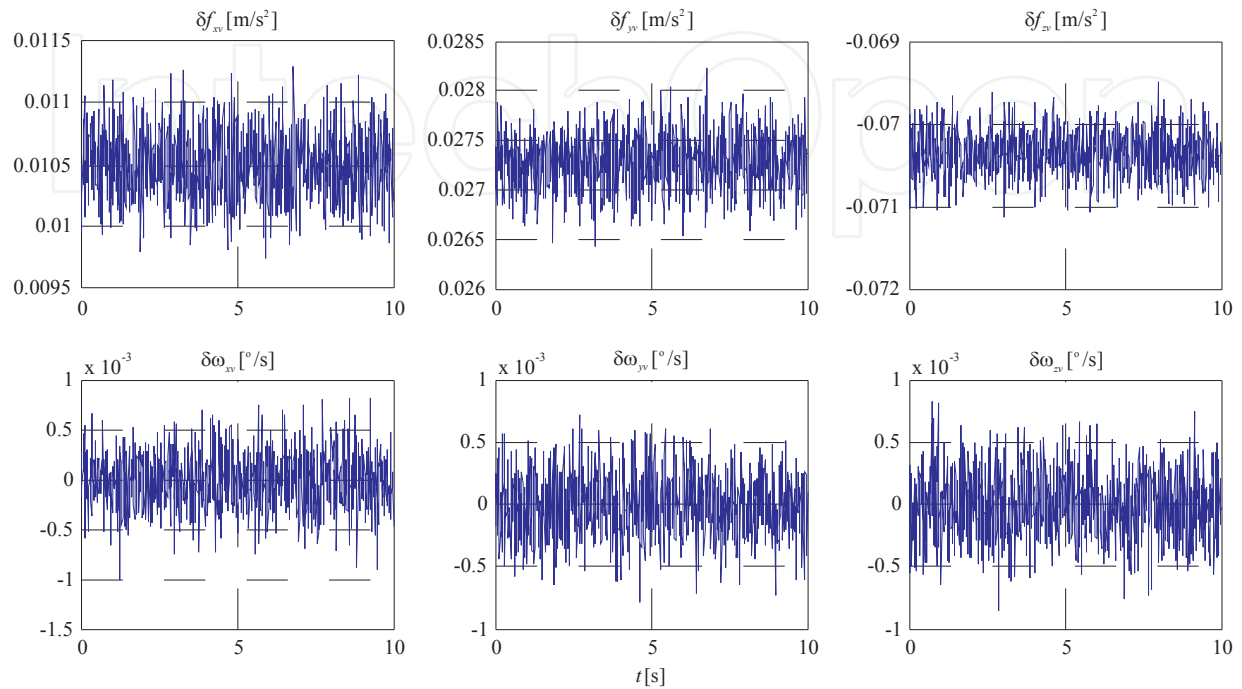 δf_xv [m/s²] δf_yv [m/s²] δf_zv [m/s²]
0.0115
0.011
0.0105
0.01
0.0095
0 5 10
0.0285
0.028
0.0275
0.027
0.0265
0.026
0 5 10
-0.069
-0.07
-0.071
-0.072
0 5 10
IntechOpen
x 10⁻³ δω_xv [°/s]
1
0.5
0
-0.5
-1
-1.5
0 5 10
x 10⁻³ δω_yv [°/s]
1
0.5
0
-0.5
-1
0 5 10
t [s]
x 10⁻³ δω_zv [°/s]
1
0.5
0
-0.5
-1
0 5 10